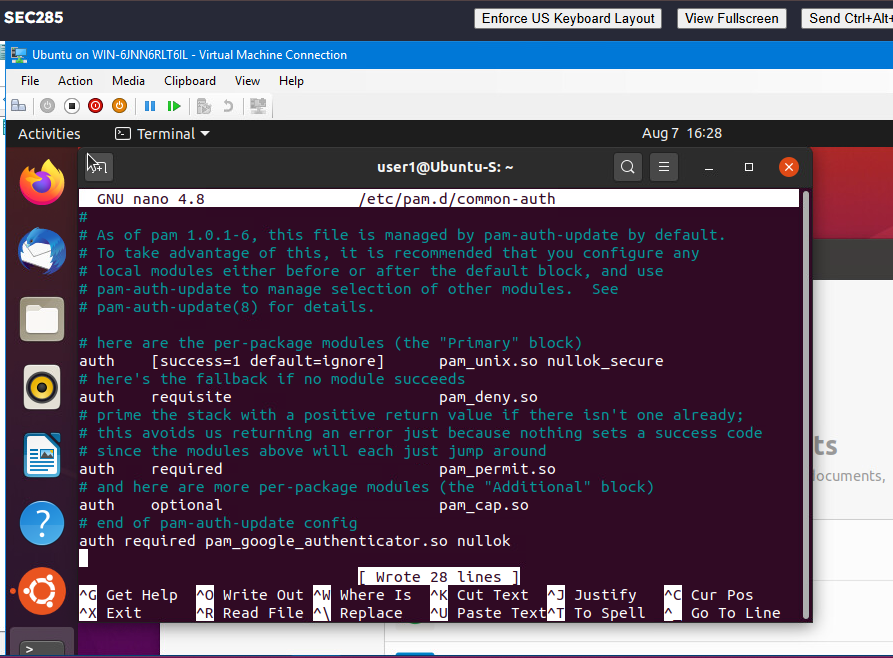 SEC285
Enforce US Keyboard Layout
View Fullscreen
Send Ctrl+Alt+
Ubuntu on WIN-6JNN6RLT6IL - Virtual Machine Connection
File Action Media Clipboard View Help
Activities
Terminal
Aug 7 16:28
user1@Ubuntu-S: ~
GNU nano 4.8 /etc/pam.d/common-auth
#
# As of pam 1.0.1-6, this file is managed by pam-auth-update by default.
# To take advantage of this, it is recommended that you configure any
# local modules either before or after the default block, and use
# pam-auth-update to manage selection of other modules. See
# pam-auth-update(8) for details.
# here are the per-package modules (the "Primary" block)
auth [success=1 default=ignore] pam_unix.so nullok_secure
# here's the fallback if no module succeeds
auth requisite pam_deny.so
# prime the stack with a positive return value if there isn't one already;
# this avoids us returning an error just because nothing sets a success code
# since the modules above will each just jump around
auth required pam_permit.so
# and here are more per-package modules (the "Additional" block)
auth optional pam_cap.so
# end of pam-auth-update config
auth required pam_google_authenticator.so nullok
[ Wrote 28 lines ]
^G Get Help ^O Write Out ^W Where Is ^K Cut Text ^J Justify ^C Cur Pos
^X Exit ^R Read File ^\ Replace ^U Paste Text ^T To Spell ^_ Go To Line
ts
ocuments,